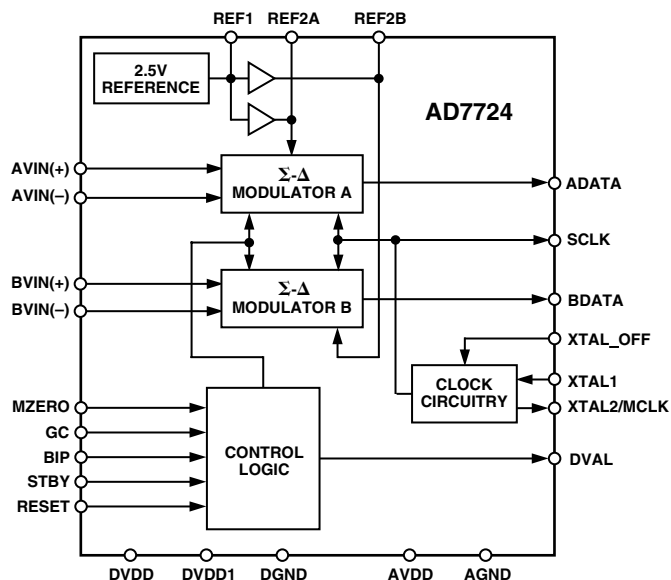 REF1 REF2A REF2B
2.5V
REFERENCE
AD7724
AVIN(+)
AVIN(–)
Σ-Δ
MODULATOR A
ADATA
SCLK
BVIN(+)
BVIN(–)
Σ-Δ
MODULATOR B
BDATA
XTAL_OFF
CLOCK
CIRCUITRY
XTAL1
XTAL2/MCLK
MZERO
GC
BIP
STBY
RESET
CONTROL
LOGIC
DVAL
DVDD DVDD1 DGND AVDD AGND